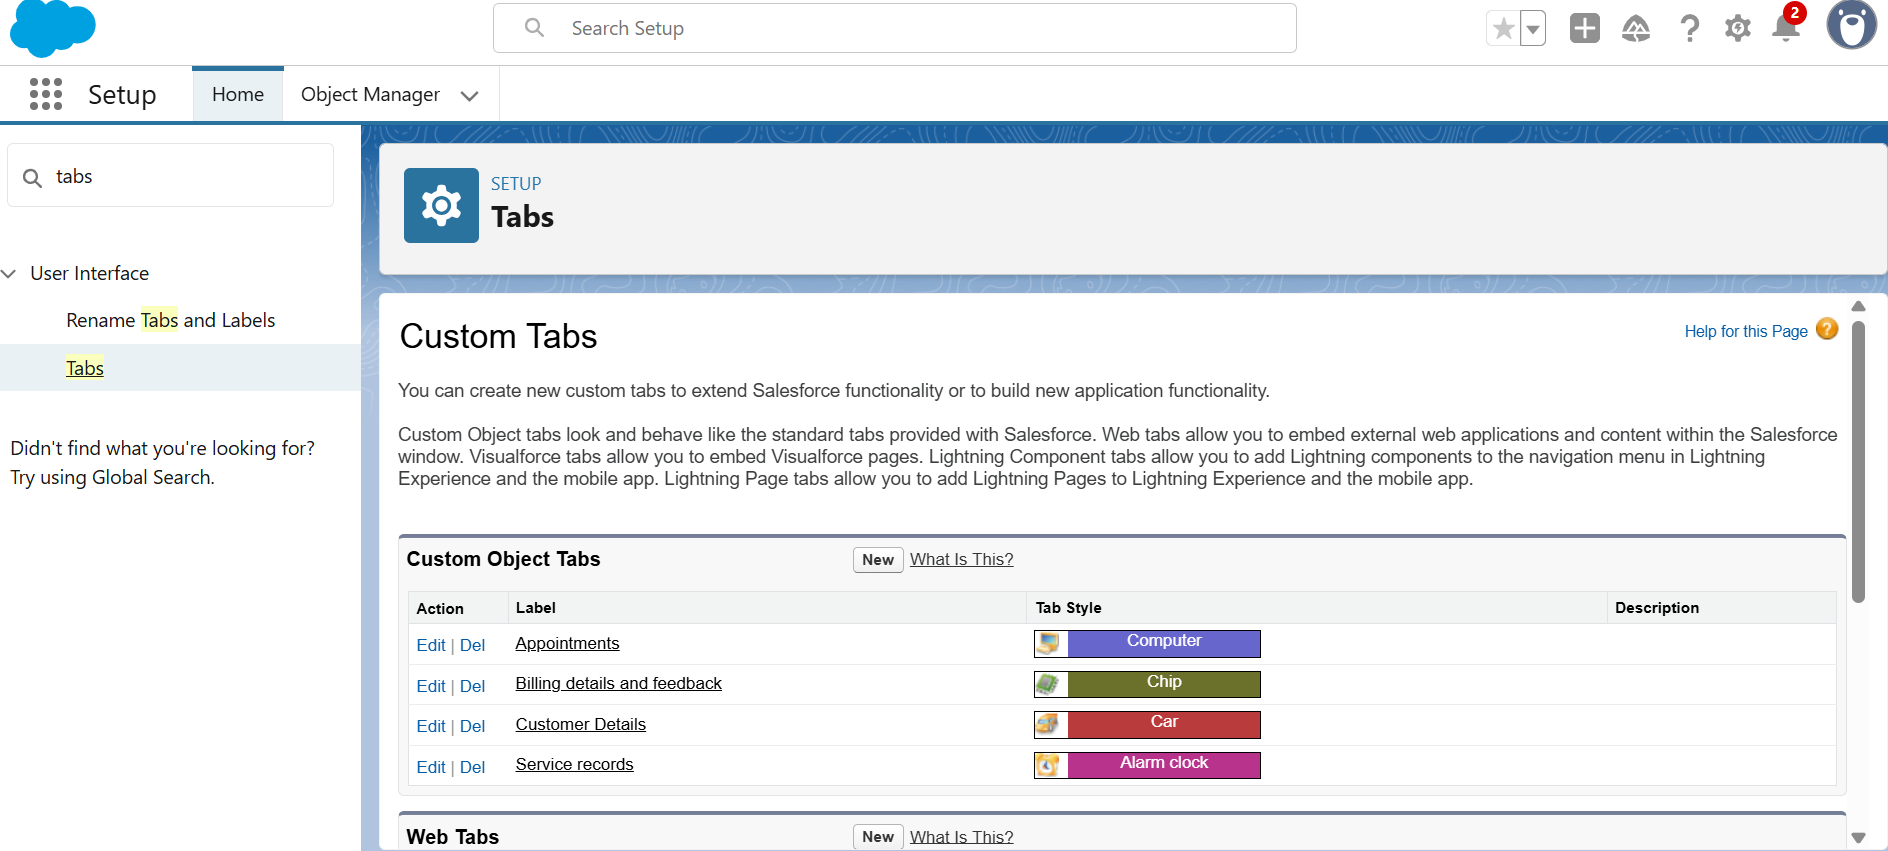 Search Setup
2
Setup
Home
Object Manager
tabs
User Interface
Rename Tabs and Labels
Tabs
Didn't find what you're looking for?
Try using Global Search.
SETUP
Tabs
Custom Tabs
Help for this Page
You can create new custom tabs to extend Salesforce functionality or to build new application functionality.
Custom Object tabs look and behave like the standard tabs provided with Salesforce. Web tabs allow you to embed external web applications and content within the Salesforce
window. Visualforce tabs allow you to embed Visualforce pages. Lightning Component tabs allow you to add Lightning components to the navigation menu in Lightning
Experience and the mobile app. Lightning Page tabs allow you to add Lightning Pages to Lightning Experience and the mobile app.
Custom Object Tabs New What Is This?
Action Label Tab Style Description
Edit | Del Appointments Computer
Edit | Del Billing details and feedback Chip
Edit | Del Customer Details Car
Edit | Del Service records Alarm clock
Web Tabs New What Is This?